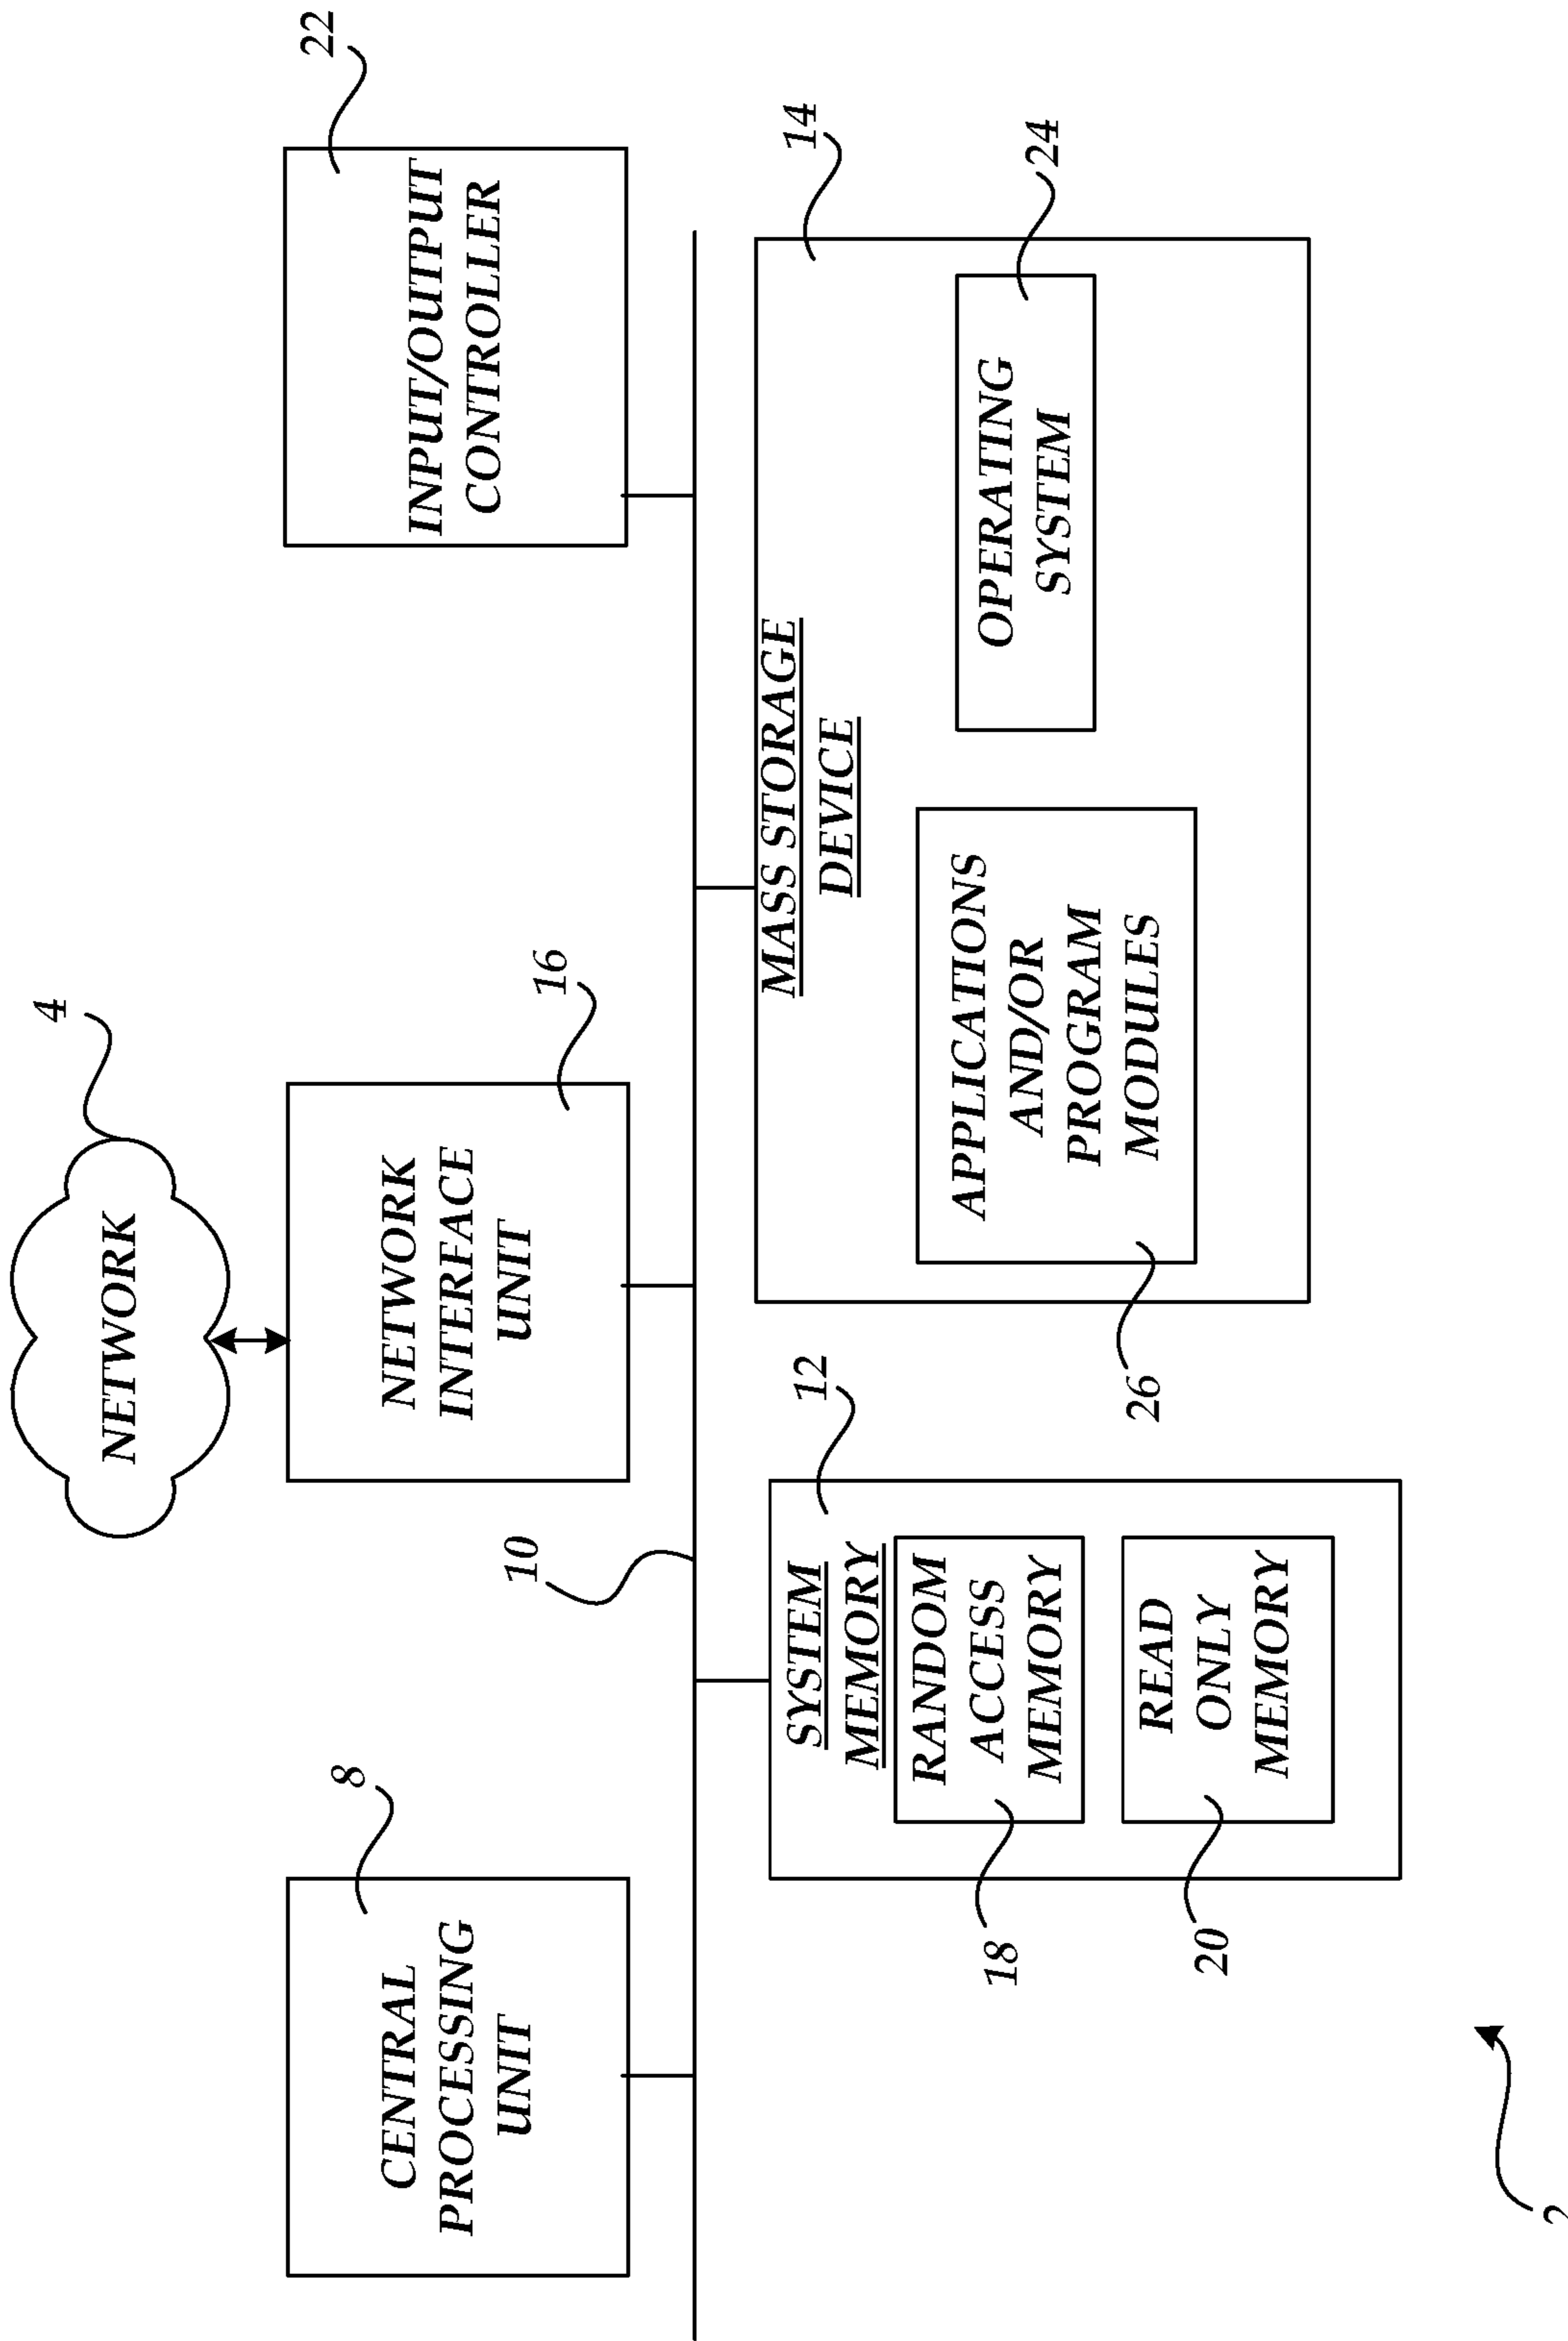 NETWORK
4
CENTRAL
PROCESSING
UNIT
8
NETWORK
INTERFACE
UNIT
16
INPUT/OUTPUT
CONTROLLER
22
10
SYSTEM
MEMORY
12
RANDOM
ACCESS
MEMORY
18
READ
ONLY
MEMORY
20
MASS STORAGE
DEVICE
14
APPLICATIONS
AND/OR
PROGRAM
MODULES
26
OPERATING
SYSTEM
24
2